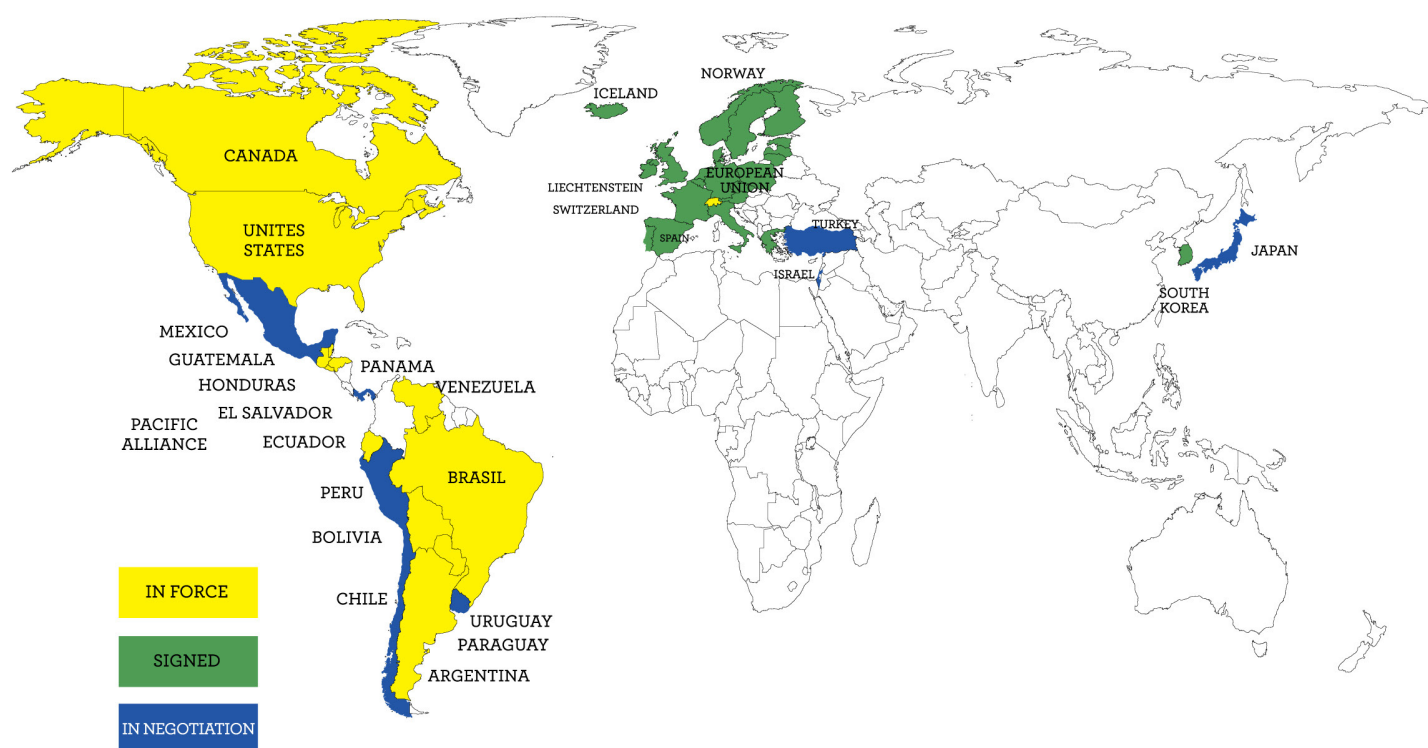 NORWAY
ICELAND
CANADA
EUROPEAN
UNION
LIECHTENSTEIN
SWITZERLAND
UNITES
STATES
TURKEY
SPAIN
JAPAN
ISRAEL
SOUTH
KOREA
MEXICO
GUATEMALA
PANAMA
HONDURAS
VENEZUELA
EL SALVADOR
PACIFIC
ALLIANCE
ECUADOR
BRASIL
PERU
BOLIVIA
CHILE
URUGUAY
PARAGUAY
ARGENTINA
IN FORCE
SIGNED
IN NEGOTIATION